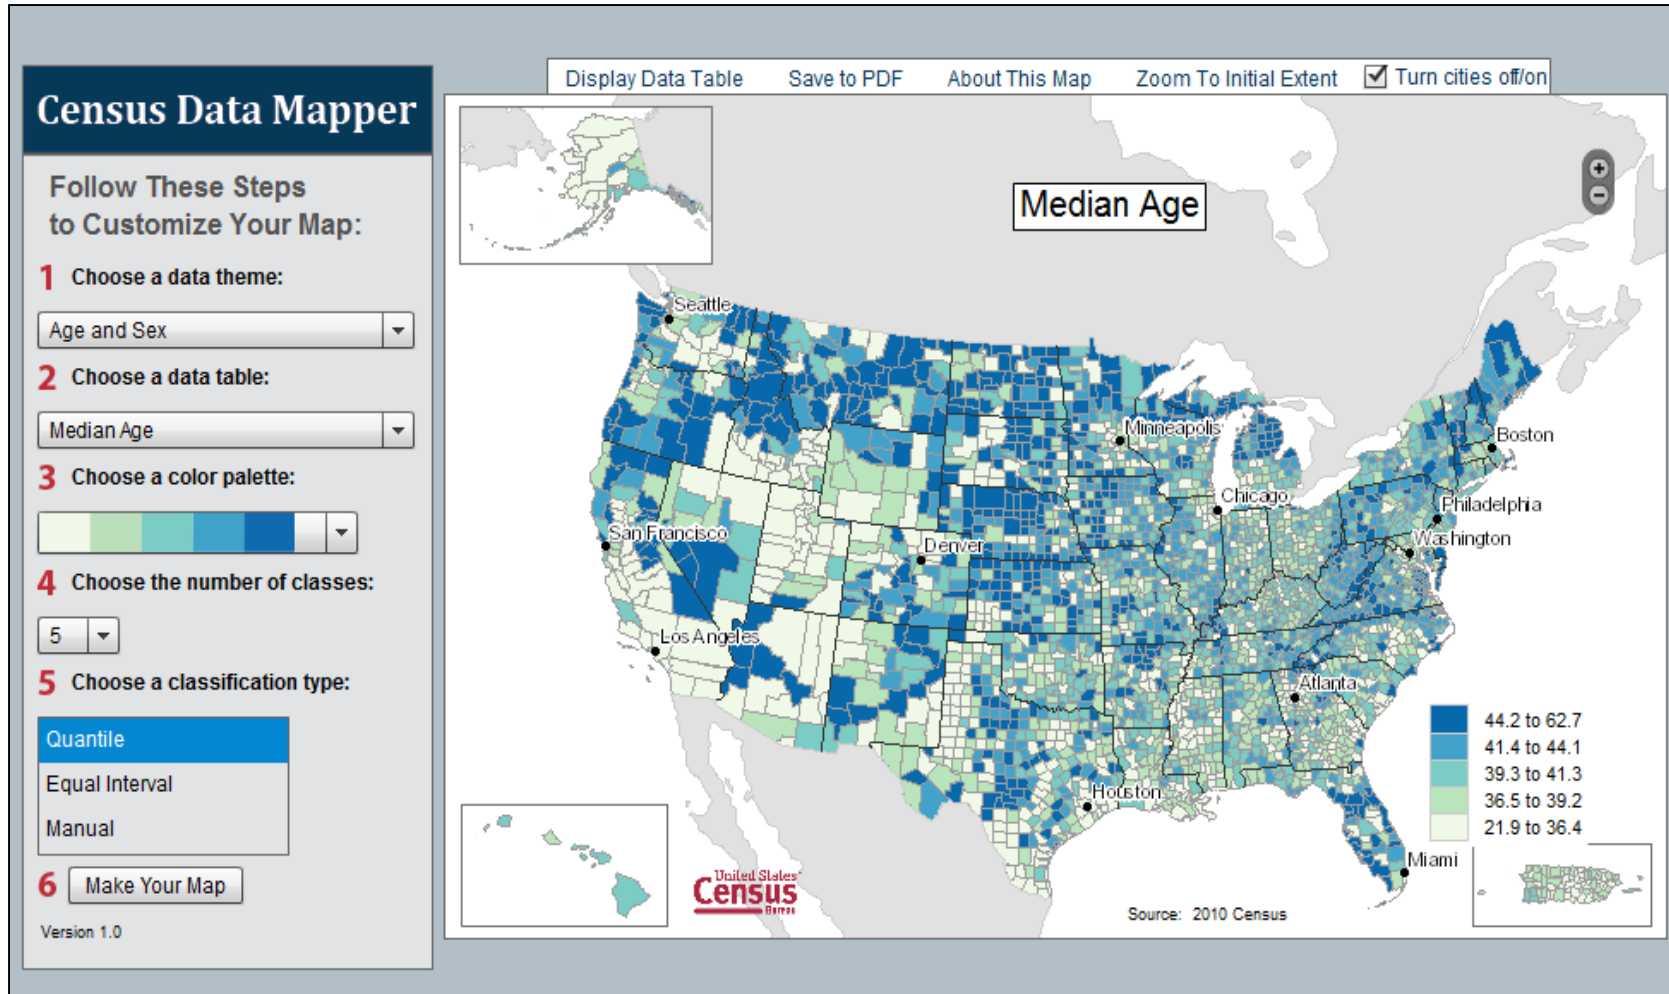 Display Data Table Save to PDF About This Map Zoom To Initial Extent Turn cities off/on
Census Data Mapper
Follow These Steps
to Customize Your Map:
1 Choose a data theme:
Age and Sex
2 Choose a data table:
Median Age
3 Choose a color palette:
4 Choose the number of classes:
5
5 Choose a classification type:
Quantile
Equal Interval
Manual
6 Make Your Map
Version 1.0
Median Age
+
−
Seattle
Minneapolis
Boston
Chicago
Philadelphia
San Francisco
Denver
Washington
Los Angeles
Atlanta
Houston
Miami
44.2 to 62.7
41.4 to 44.1
39.3 to 41.3
36.5 to 39.2
21.9 to 36.4
United States
Census
Bureau
Source: 2010 Census